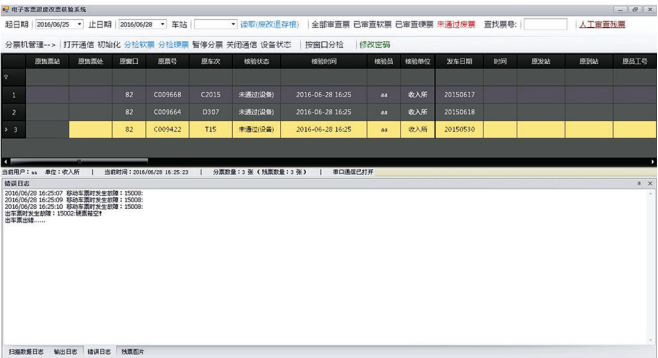 电子客票退废改票核验系统
起日期 2016/06/25 止日期 2016/06/28 车站 读取(废改退存根) 全部审查票 已审查软票 已审查硬票 未通过废票 查找票号: 人工审查残票
分票机管理--> 打开通信 初始化 分检软票 分检硬票 暂停分票 关闭通信 设备状态 按窗口分检 修改密码
原售票站 原售票处 原窗口 原票号 原车次 核验状态 核验时间 核验员 核验单位 发车日期 时间 原发站 原到站 原员工号
1 82 C009668 C2015 未通过(设备) 2016-06-28 16:25 aa 收入所 20150617
2 82 C009664 D307 未通过(设备) 2016-06-28 16:25 aa 收入所 20150618
3 82 C009422 T15 未通过(设备) 2016-06-28 16:25 aa 收入所 20150530
当前用户: aa 单位: 收入所 | 当前时间: 2016/06/28 16:25:23 | 分票数量: 3 张 ( 残票数量: 3 张 ) | 串口通信已打开
错误日志
2016/06/28 16:25:07 移动车票时发生故障: 15008:
2016/06/28 16:25:09 移动车票时发生故障: 15008:
2016/06/28 16:25:10 移动车票时发生故障: 15008:
出车票时发生故障: 15002:硬票箱空!
出车票出错......
扫描数据日志 输出日志 错误日志 残票图片